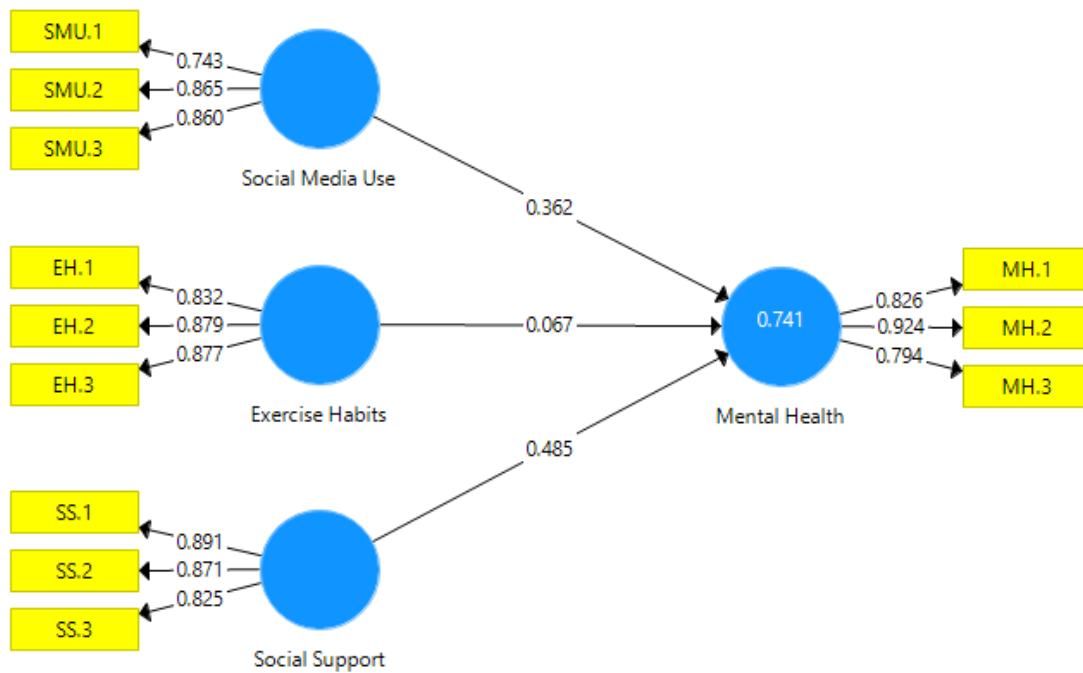 SMU.1
SMU.2
SMU.3
0.743
0.865
0.860
Social Media Use
0.362
EH.1
EH.2
EH.3
0.832
0.879
0.877
Exercise Habits
0.067
SS.1
SS.2
SS.3
0.891
0.871
0.825
Social Support
0.485
0.741
Mental Health
0.826
0.924
0.794
MH.1
MH.2
MH.3